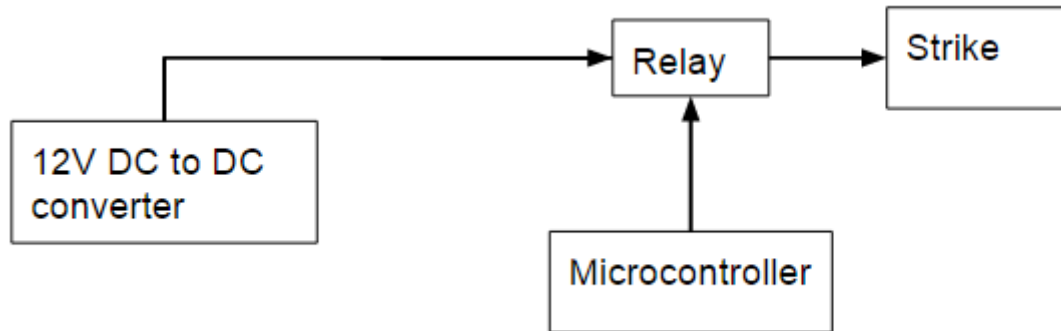 Relay
Strike
12V DC to DC
converter
Microcontroller